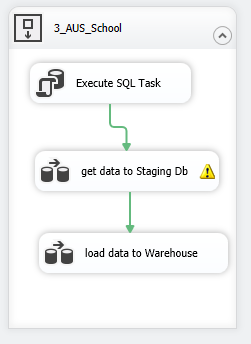 3_AUS_School
Execute SQL Task
get data to Staging Db
load data to Warehouse